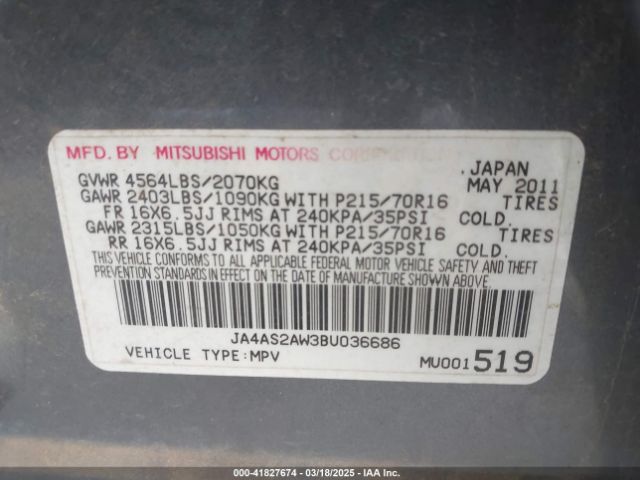 MFD. BY MITSUBISHI MOTORS CORPORATION
GVWR 4564LBS/2070KG JAPAN MAY 2011
GAWR 2403LBS/1090KG WITH P215/70R16 TIRES
FR 16X6.5JJ RIMS AT 240KPA/35PSI COLD.
GAWR 2315LBS/1050KG WITH P215/70R16 TIRES
RR 16X6.5JJ RIMS AT 240KPA/35PSI COLD.
THIS VEHICLE CONFORMS TO ALL APPLICABLE FEDERAL MOTOR VEHICLE SAFETY AND THEFT
PREVENTION STANDARDS IN EFFECT ON THE DATE OF MANUFACTURE SHOWN ABOVE.
JA4AS2AW3BU036686
VEHICLE TYPE:MPV MU001519
000-41827674 - 03/18/2025 - IAA Inc.